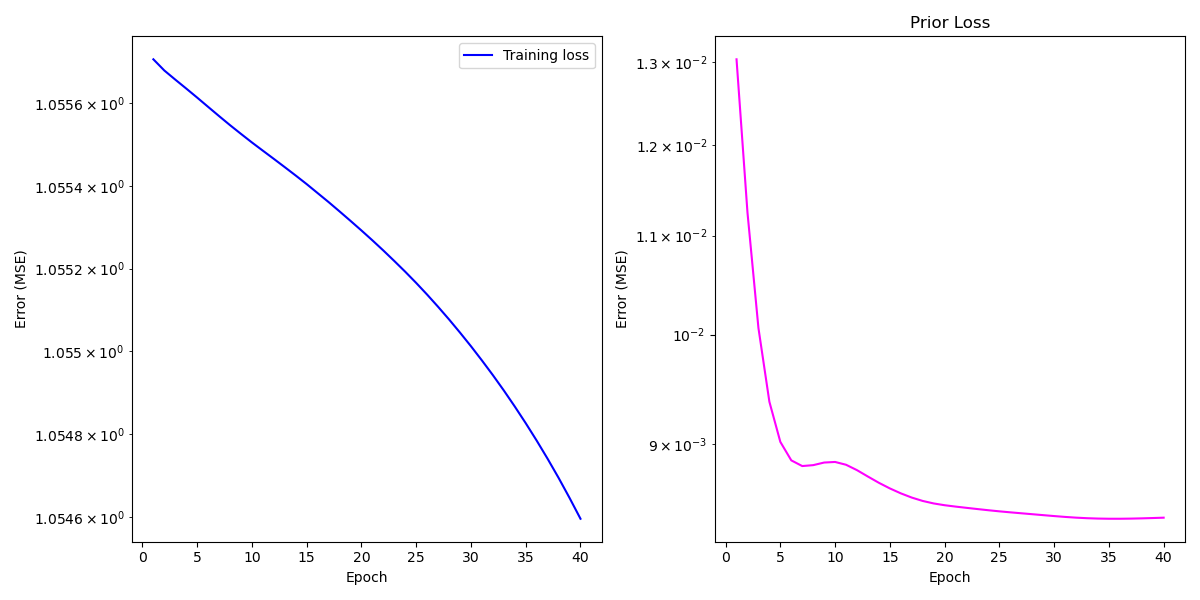 Training loss
1.0556 × 10⁰
1.0554 × 10⁰
1.0552 × 10⁰
1.055 × 10⁰
1.0548 × 10⁰
1.0546 × 10⁰
Error (MSE)
0 5 10 15 20 25 30 35 40
Epoch
Prior Loss
1.3 × 10⁻²
1.2 × 10⁻²
1.1 × 10⁻²
10⁻²
9 × 10⁻³
Error (MSE)
0 5 10 15 20 25 30 35 40
Epoch